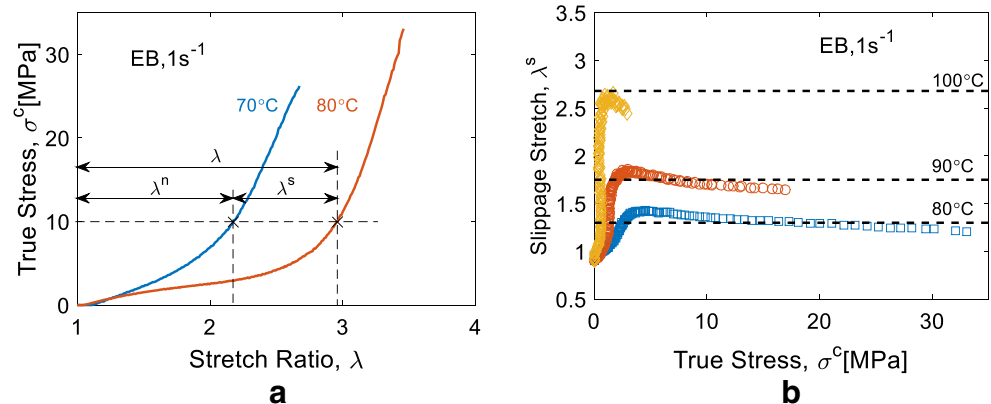 True Stress, σᶜ[MPa]
30
20
10
0
EB,1s⁻¹
70°C
80°C
λ
λⁿ
λˢ
1
2
3
4
Stretch Ratio, λ
a
Slippage Stretch, λˢ
3.5
3
2.5
2
1.5
1
0.5
EB,1s⁻¹
100°C
90°C
80°C
0
10
20
30
True Stress, σᶜ[MPa]
b